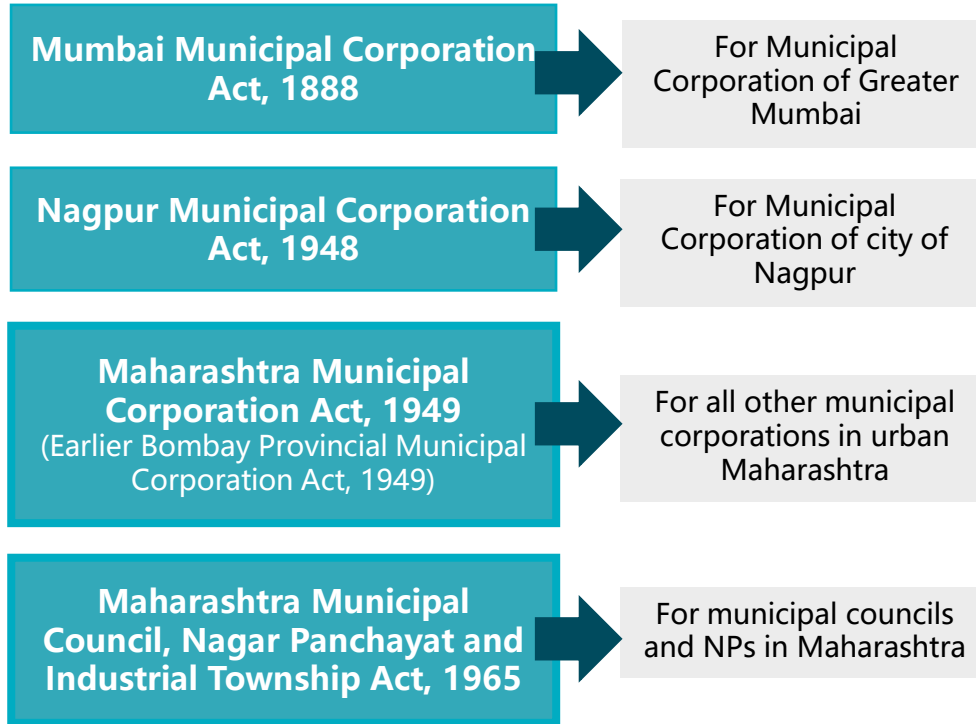 Mumbai Municipal Corporation
Act, 1888
For Municipal
Corporation of Greater
Mumbai
Nagpur Municipal Corporation
Act, 1948
For Municipal
Corporation of city of
Nagpur
Maharashtra Municipal
Corporation Act, 1949
(Earlier Bombay Provincial Municipal
Corporation Act, 1949)
For all other municipal
corporations in urban
Maharashtra
Maharashtra Municipal
Council, Nagar Panchayat and
Industrial Township Act, 1965
For municipal councils
and NPs in Maharashtra